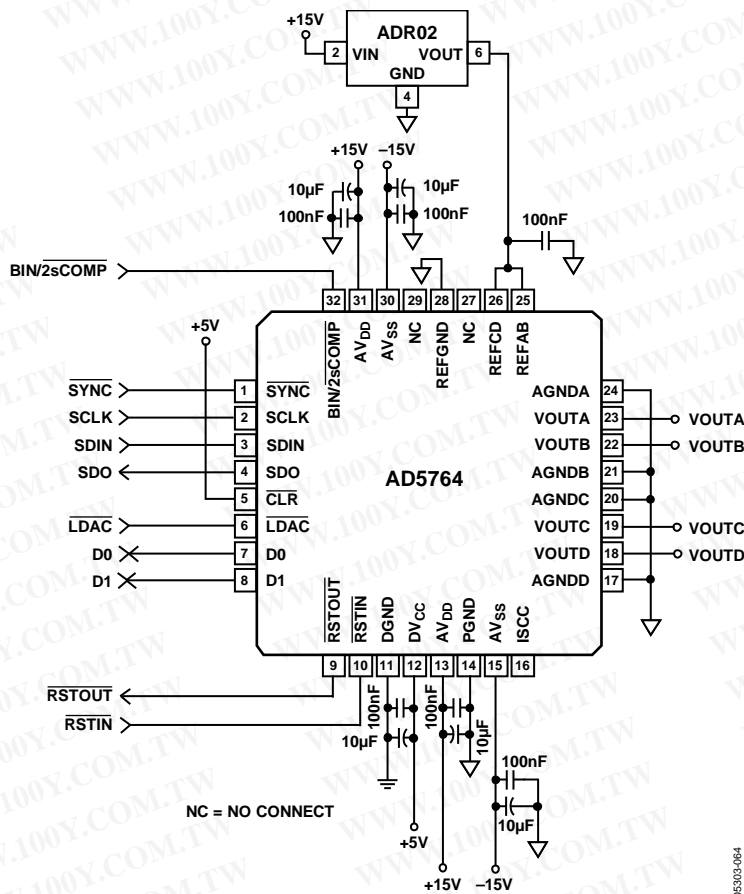 +15V
ADR02
2 VIN VOUT 6
GND
4
+15V –15V
10µF
10µF
100nF
100nF
100nF
BIN/2sCOMP
32 31 30 29 28 27 26 25
+5V
BIN/2sCOMP
AVDD
AVSS
NC
REFGND
NC
REFCD
REFAB
SYNC 1 SYNC
SCLK 2 SCLK
SDIN 3 SDIN
SDO 4 SDO
5 CLR
LDAC 6 LDAC
D0 7 D0
D1 8 D1
AD5764
AGNDA 24
VOUTA 23 VOUTA
VOUTB 22 VOUTB
AGNDB 21
AGNDC 20
VOUTC 19 VOUTC
VOUTD 18 VOUTD
AGNDD 17
RSTOUT
RSTIN
DGND
DVCC
AVDD
PGND
AVSS
ISCC
9 10 11 12 13 14 15 16
RSTOUT
RSTIN
100nF
10µF
100nF
10µF
100nF
10µF
NC = NO CONNECT
+5V
+15V –15V
05303-064
WWW.100Y.COM.TW